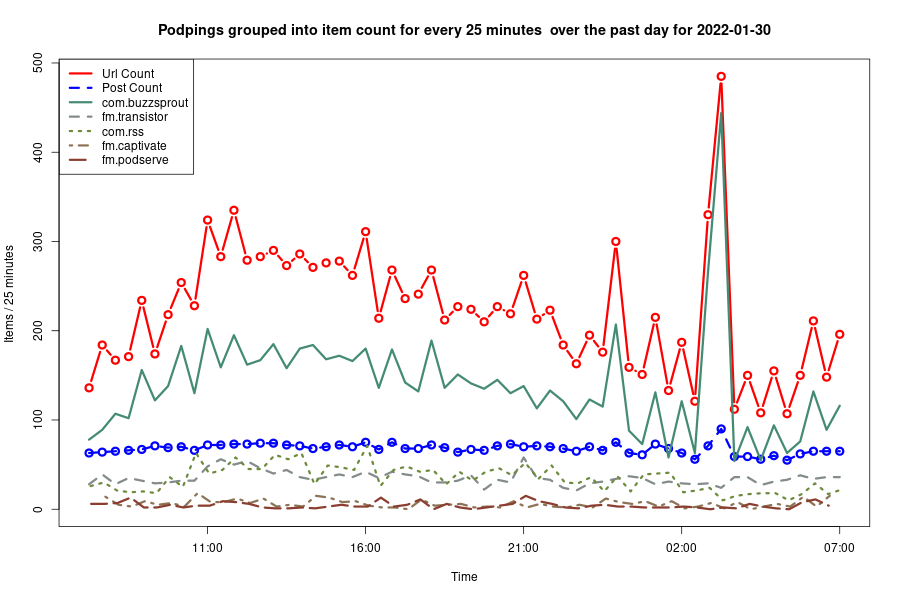 Podpings grouped into item count for every 25 minutes  over the past day for 2022-01-30
Url Count
Post Count
com.buzzsprout
fm.transistor
com.rss
fm.captivate
fm.podserve
500
400
300
200
100
0
Items / 25 minutes
11:00 16:00 21:00 02:00 07:00
Time